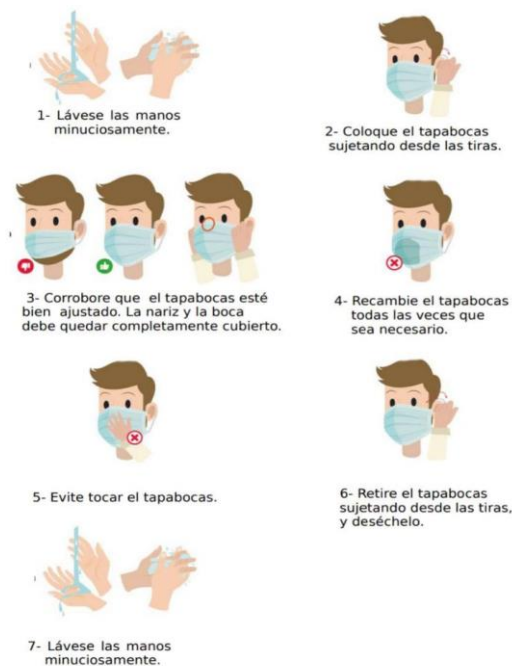 1- Lávese las manos
minuciosamente.
2- Coloque el tapabocas
sujetando desde las tiras.
3- Corrobore que el tapabocas esté
bien ajustado. La nariz y la boca
debe quedar completamente cubierto.
4- Recambie el tapabocas
todas las veces que
sea necesario.
5- Evite tocar el tapabocas.
6- Retire el tapabocas
sujetando desde las tiras,
y deséchelo.
7- Lávese las manos
minuciosamente.